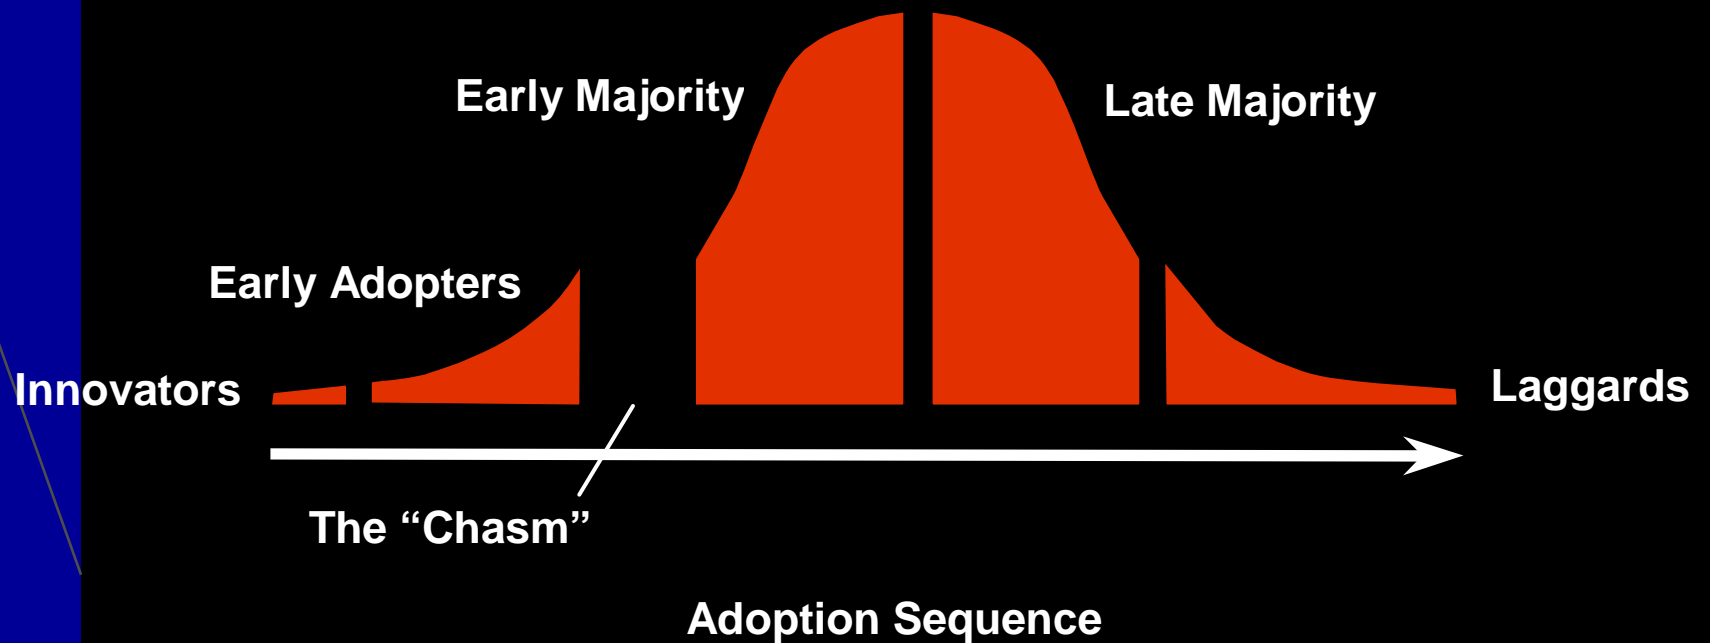 Early Majority
Late Majority
Early Adopters
Innovators
Laggards
The “Chasm”
Adoption Sequence